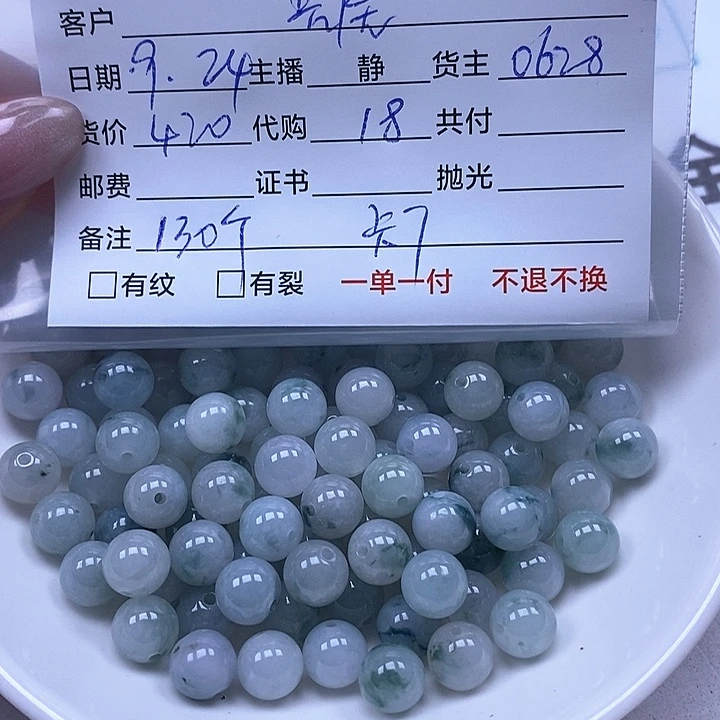 客户
日期 9.24 主播 静 货主 0628
货价 420 代购 18 共付
邮费 证书 抛光
备注 130个
□有纹 □有裂 一单一付 不退不换